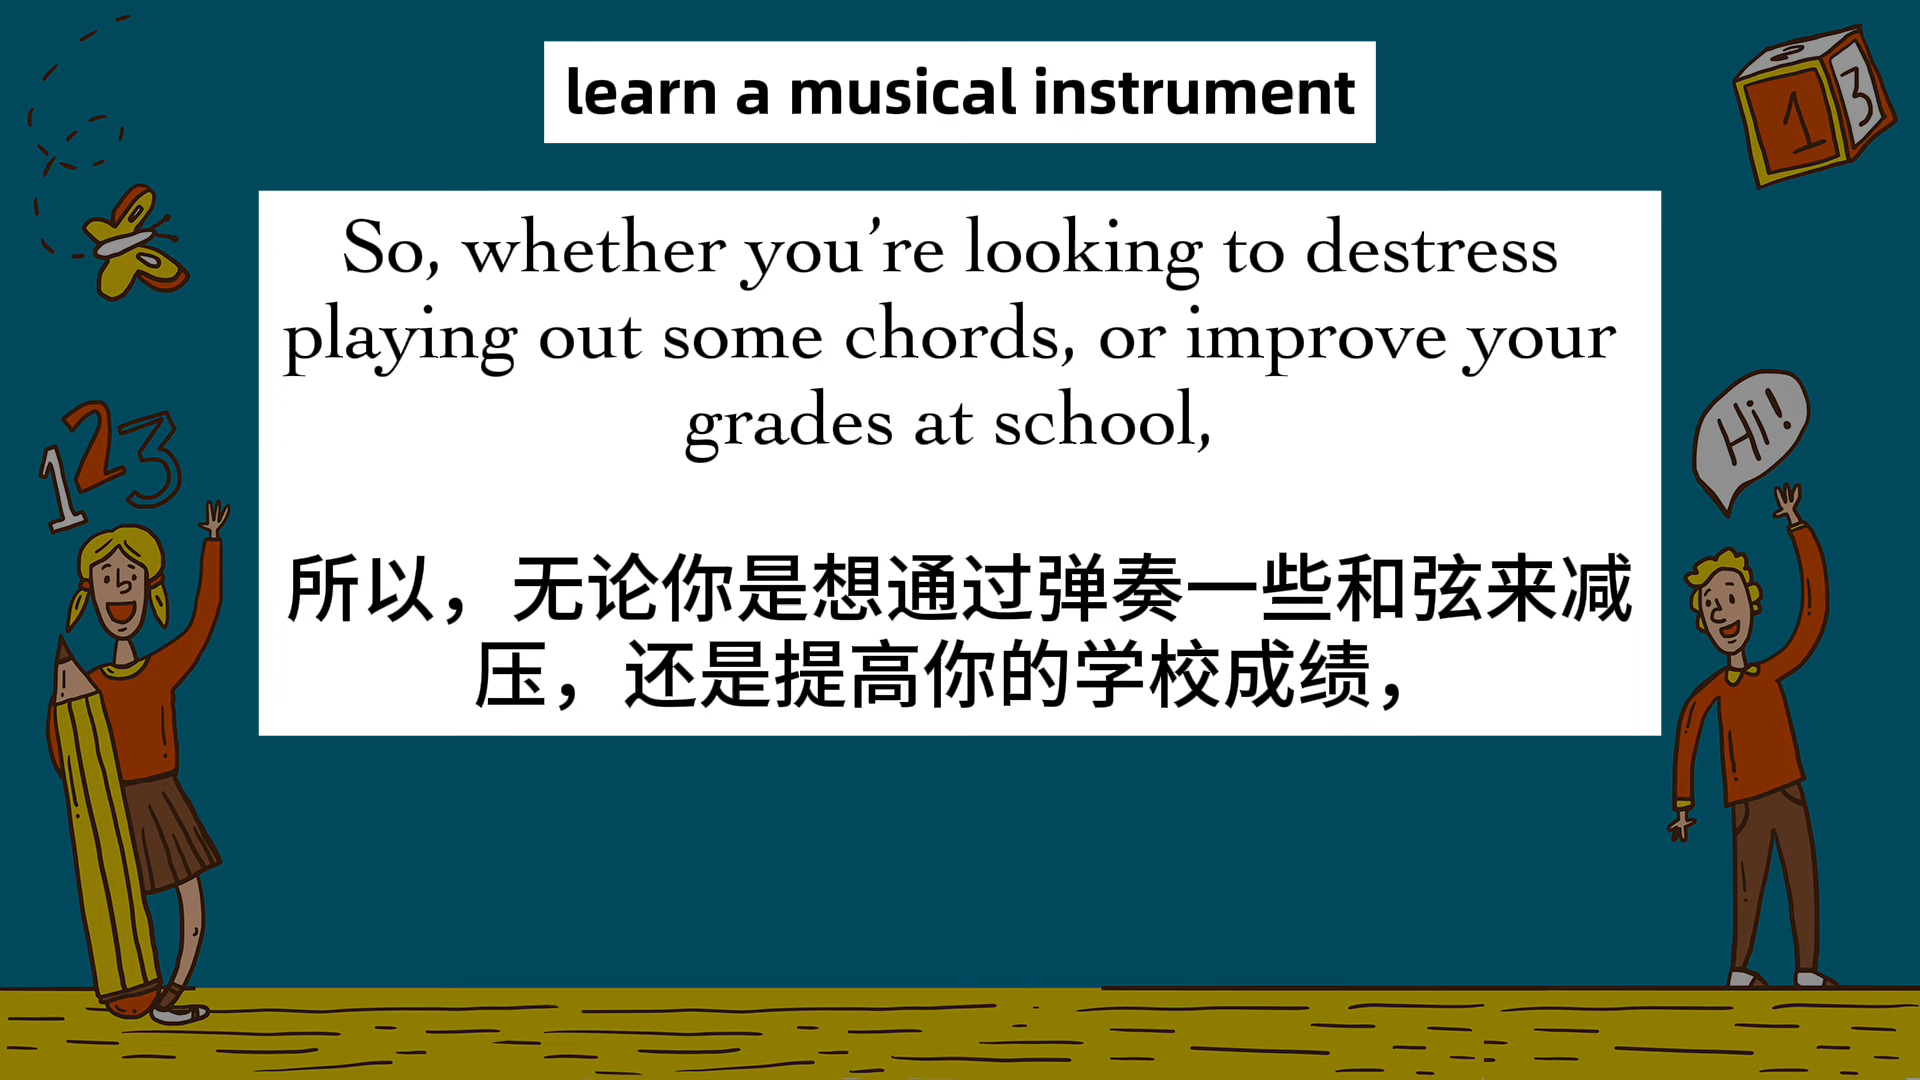 learn a musical instrument
1
3
So, whether you’re looking to destress
playing out some chords, or improve your
grades at school,
123
Hi!
所以，无论你是想通过弹奏一些和弦来减
压，还是提高你的学校成绩，